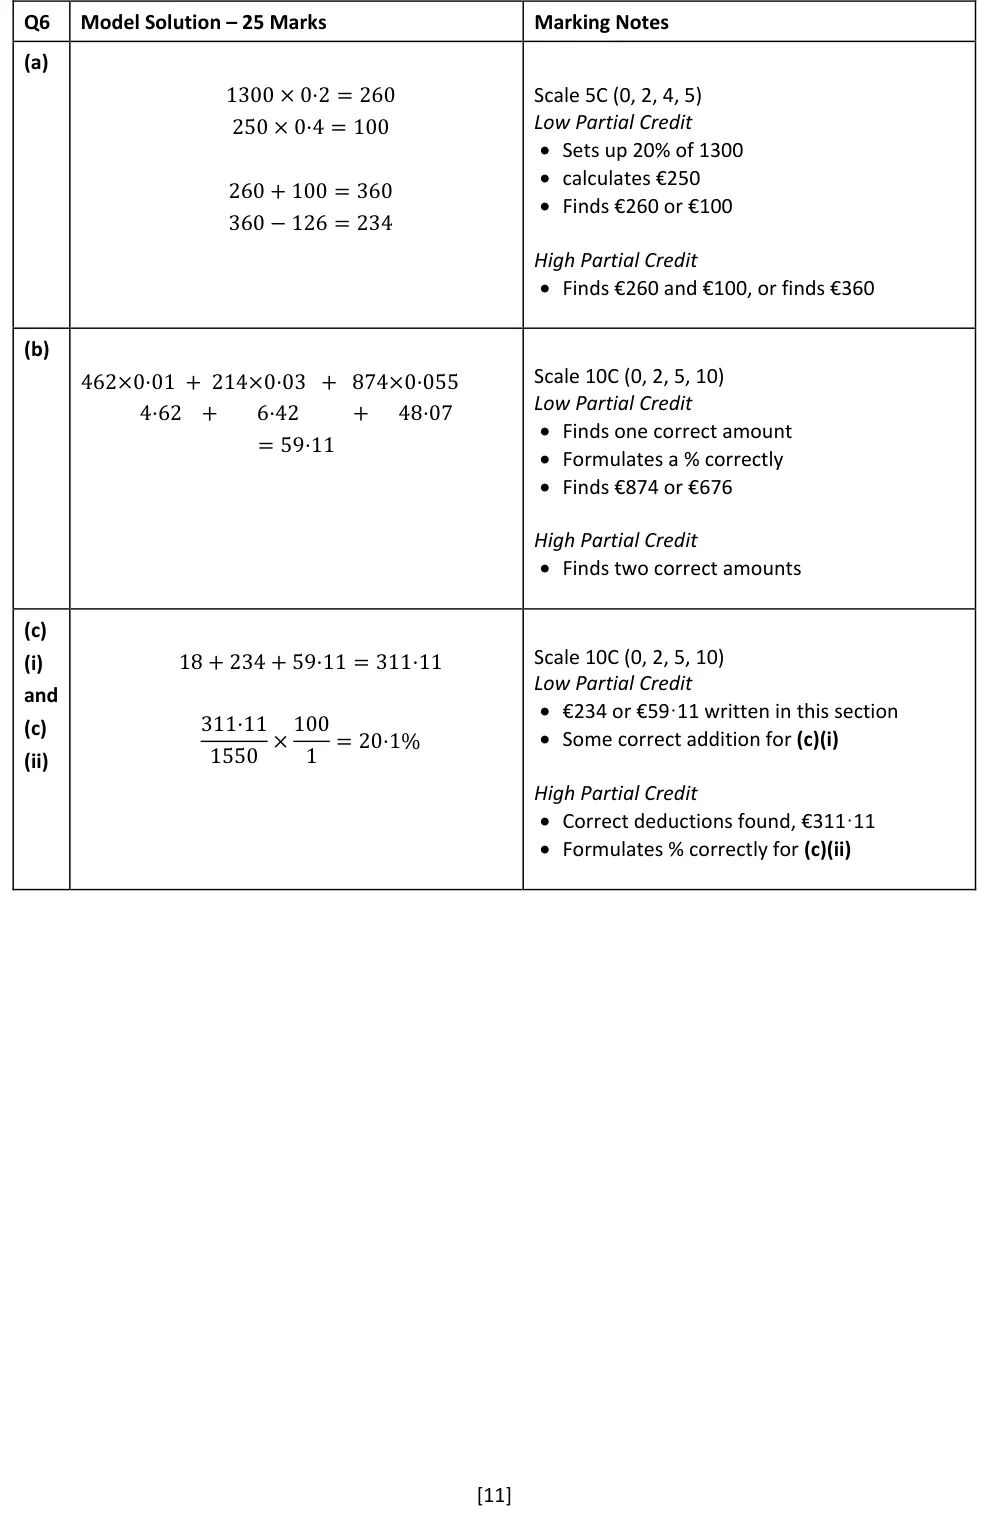 Q6 Model Solution – 25 Marks Marking Notes
(a)
1300 × 0·2 = 260
250 × 0·4 = 100
260 + 100 = 360
360 − 126 = 234
Scale 5C (0, 2, 4, 5)
Low Partial Credit
• Sets up 20% of 1300
• calculates €250
• Finds €260 or €100
High Partial Credit
• Finds €260 and €100, or finds €360
(b)
462×0·01 + 214×0·03 + 874×0·055
4·62 + 6·42 + 48·07
= 59·11
Scale 10C (0, 2, 5, 10)
Low Partial Credit
• Finds one correct amount
• Formulates a % correctly
• Finds €874 or €676
High Partial Credit
• Finds two correct amounts
(c)
(i)
and
(c)
(ii)
18 + 234 + 59·11 = 311·11
311·11/1550 × 100/1 = 20·1%
Scale 10C (0, 2, 5, 10)
Low Partial Credit
• €234 or €59·11 written in this section
• Some correct addition for (c)(i)
High Partial Credit
• Correct deductions found, €311·11
• Formulates % correctly for (c)(ii)
[11]